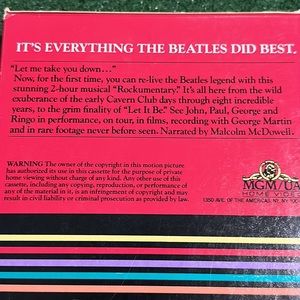 IT'S EVERYTHING THE BEATLES DID BEST.
"Let me take you down..."
Now, for the first time, you can re-live the Beatles legend with this
stunning 2-hour musical "Rockumentary." It's all here from the wild
exuberance of the early Cavern Club days through eight incredible
years, to the grim finality of "Let It Be." See John, Paul, George and
Ringo in performance, on tour, in films, recording with George Martin
and in rare footage never before seen. Narrated by Malcolm McDowell.
WARNING The owner of the copyright in this motion picture
has authorized its use in this cassette for the purpose of private
home viewing without charge of any kind. Any other use of this
cassette, including any copying, reproduction, or performance of
any of the material in it, is an infringement of copyright and may
result in civil liability or criminal prosecution as provided by law.
MGM/UA
HOME VIDEO
1350 AVE. OF THE AMERICAS, NY, NY